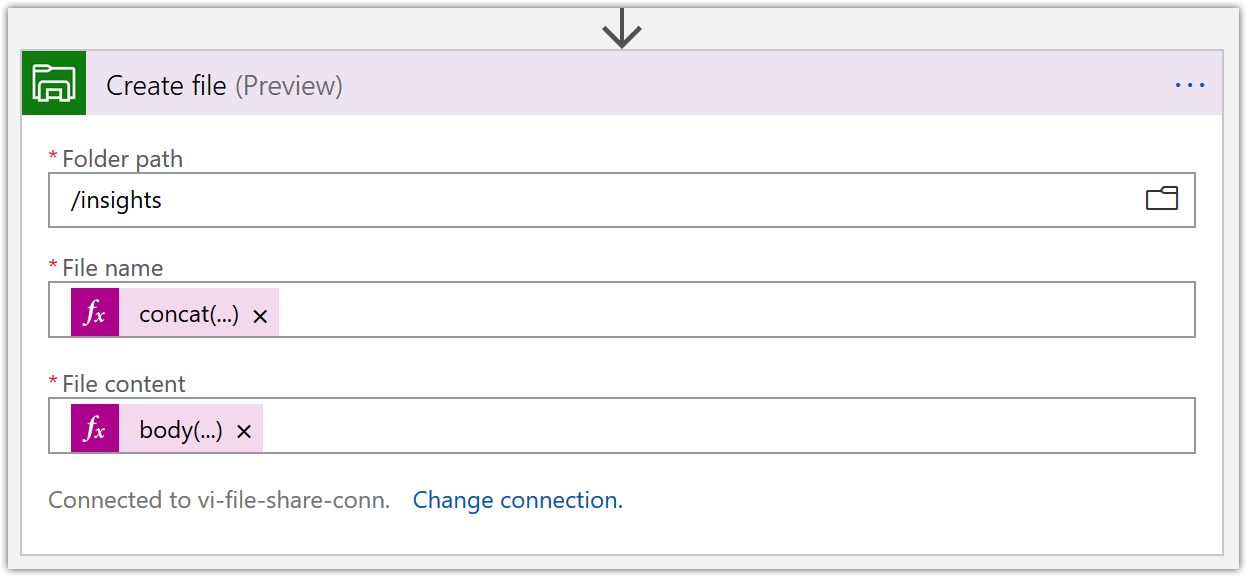 Create file (Preview)
* Folder path
/insights
* File name
fx concat(...) ×
* File content
fx body(...) ×
Connected to vi-file-share-conn. Change connection.